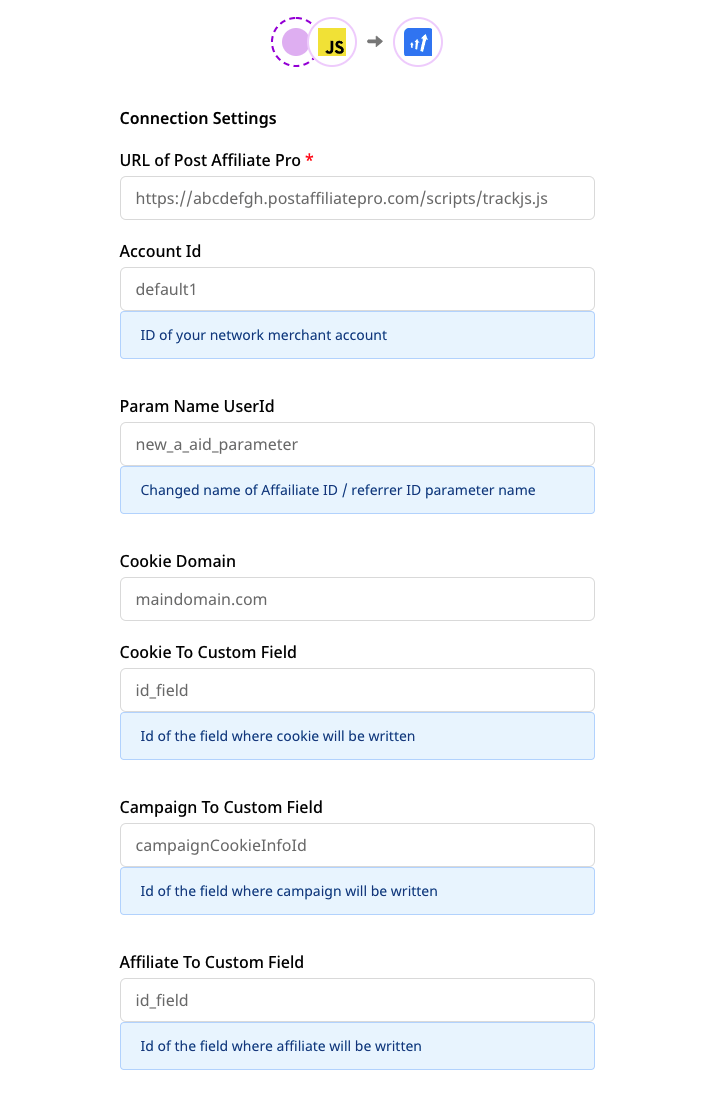 JS
Connection Settings
URL of Post Affiliate Pro *
https://abcdefgh.postaffiliatepro.com/scripts/trackjs.js
Account Id
default1
ID of your network merchant account
Param Name UserId
new_a_aid_parameter
Changed name of Affailiate ID / referrer ID parameter name
Cookie Domain
maindomain.com
Cookie To Custom Field
id_field
Id of the field where cookie will be written
Campaign To Custom Field
campaignCookieInfoId
Id of the field where campaign will be written
Affiliate To Custom Field
id_field
Id of the field where affiliate will be written